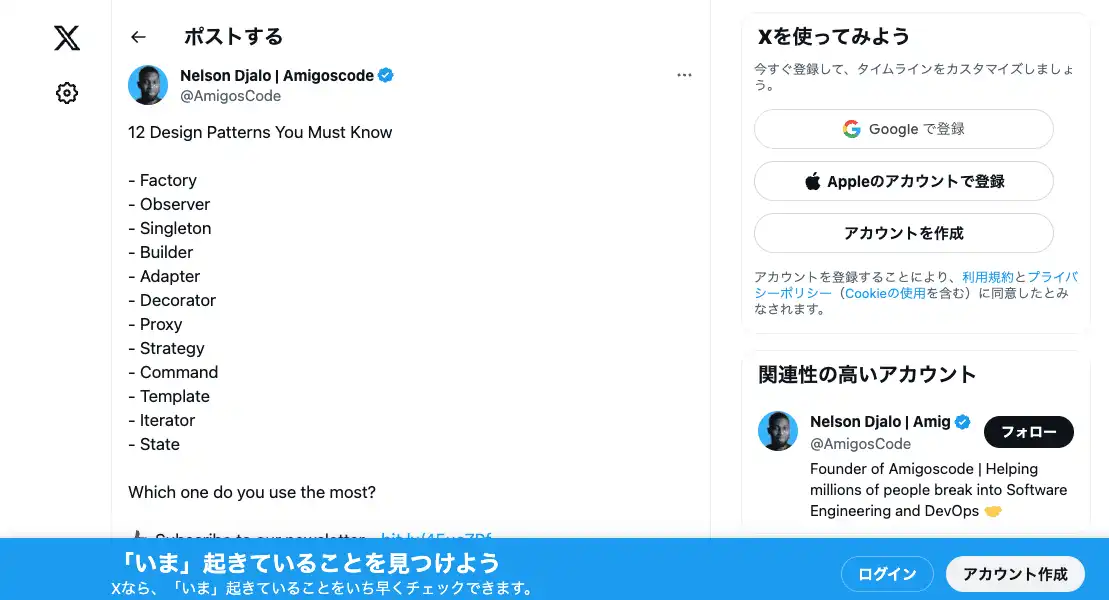 ポストする
Nelson Djalo | Amigoscode
@AmigosCode
12 Design Patterns You Must Know
- Factory
- Observer
- Singleton
- Builder
- Adapter
- Decorator
- Proxy
- Strategy
- Command
- Template
- Iterator
- State
Which one do you use the most?
Subscribe to our newsletter
Xを使ってみよう
今すぐ登録して、タイムラインをカスタマイズしましょ
う。
Google で登録
Appleのアカウントで登録
アカウントを作成
アカウントを登録することにより、利用規約とプライバ
シーポリシー（Cookieの使用を含む）に同意したとみ
なされます。
関連性の高いアカウント
Nelson Djalo | Amig
@AmigosCode
フォロー
Founder of Amigoscode | Helping
millions of people break into Software
Engineering and DevOps
「いま」起きていることを見つけよう
Xなら、「いま」起きていることをいち早くチェックできます。
ログイン
アカウント作成